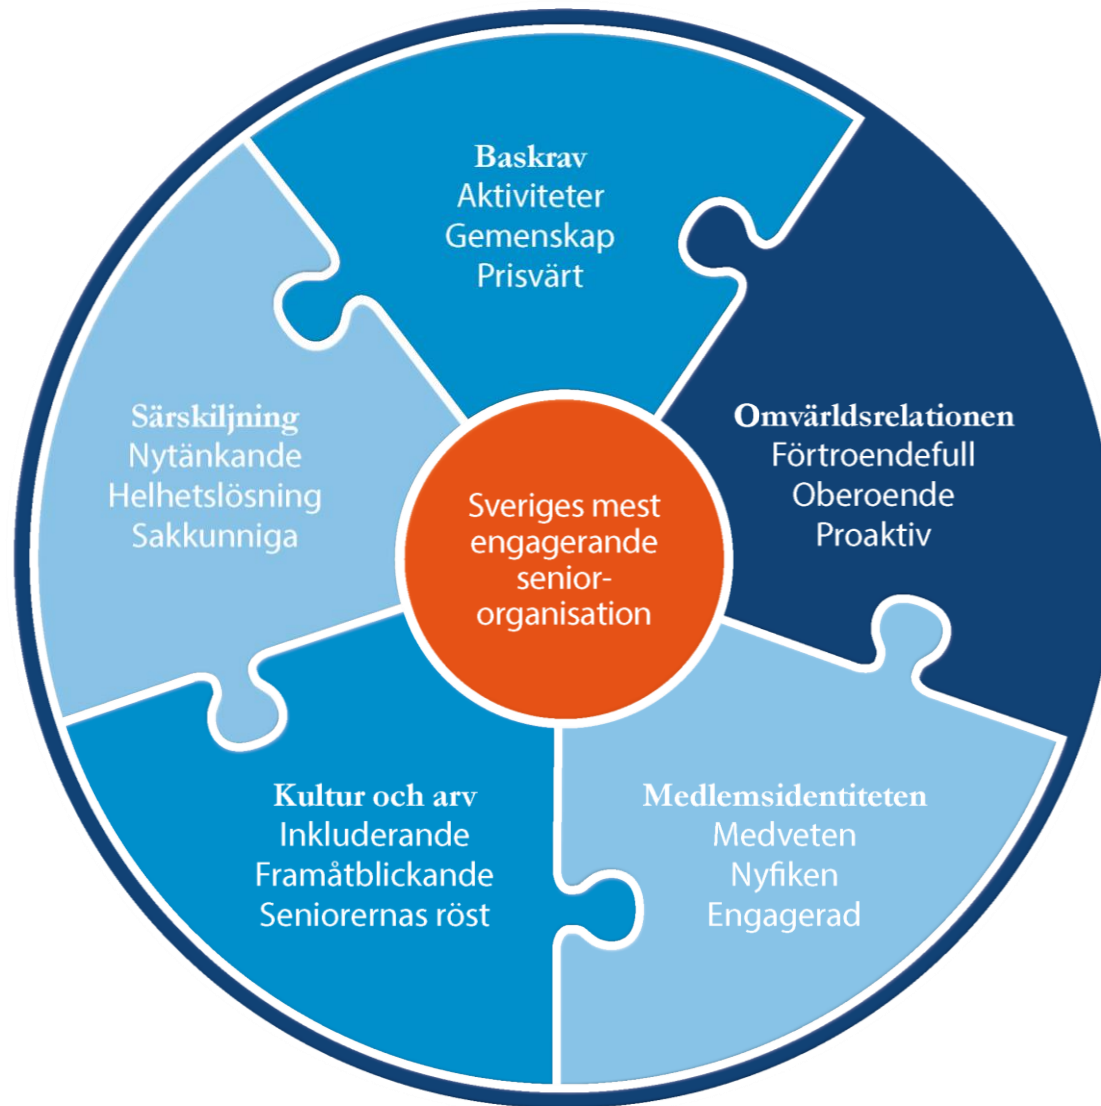 Baskrav
Aktiviteter
Gemenskap
Prisvärt
Omvärldsrelationen
Förtroendefull
Oberoende
Proaktiv
Särskiljning
Nytänkande
Helhetslösning
Sakkunniga
Sveriges mest
engagerande
senior-
organisation
Kultur och arv
Inkluderande
Framåtblickande
Seniorernas röst
Medlemsidentiteten
Medveten
Nyfiken
Engagerad